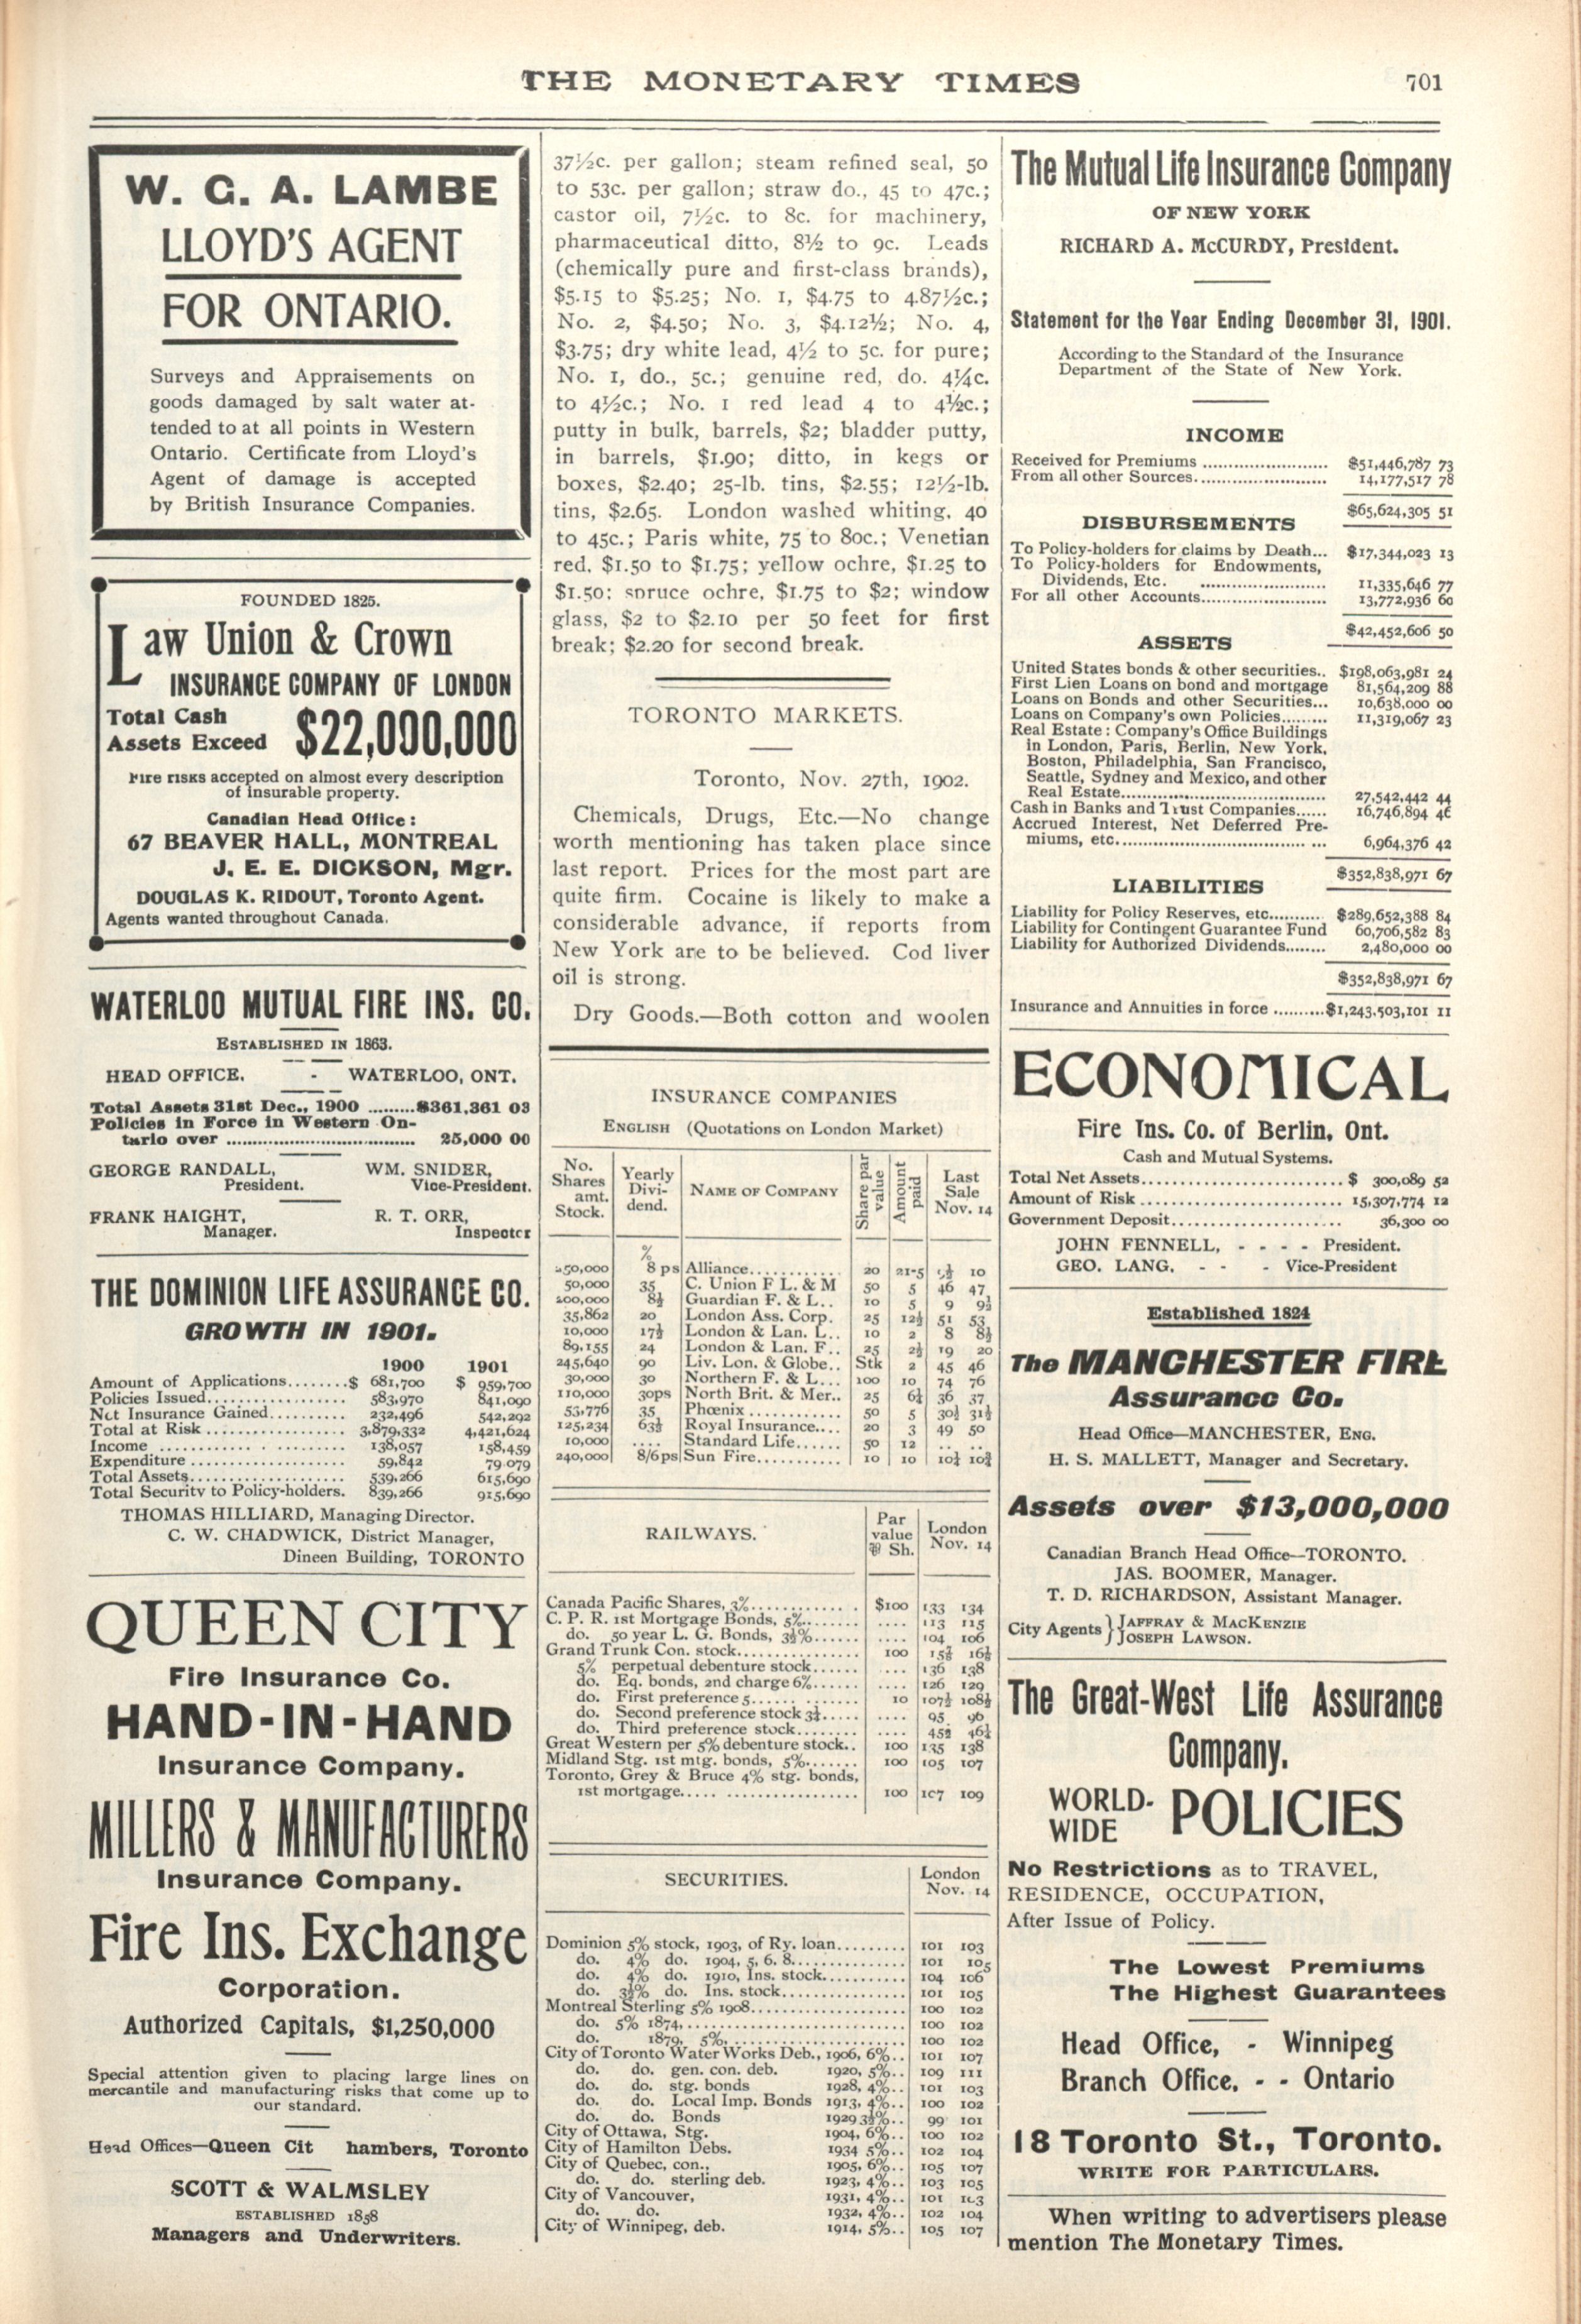 THE MONETARY TIMES
701
W. G. A. LAMBE
LLOYD'S AGENT
FOR ONTARIO.
Surveys and Appraisements on
goods damaged by salt water at-
tended to at all points in Western
Ontario. Certificate from Lloyd's
Agent of damage is accepted
by British Insurance Companies.
FOUNDED 1825.
Law Union & Crown
INSURANCE COMPANY OF LONDON
Total Cash
Assets Exceed $22,000,000
Fire risks accepted on almost every description
of insurable property.
Canadian Head Office:
67 BEAVER HALL, MONTREAL
J. E. E. DICKSON, Mgr.
DOUGLAS K. RIDOUT, Toronto Agent.
Agents wanted throughout Canada.
WATERLOO MUTUAL FIRE INS. CO.
ESTABLISHED IN 1863.
HEAD OFFICE, - WATERLOO, ONT.
Total Assets 31st Dec., 1900 .........$361,361 03
Policies in Force in Western On-
tario over .................................. 25,000 00
GEORGE RANDALL, President.
WM. SNIDER, Vice-President.
FRANK HAIGHT, Manager.
R. T. ORR, Inspector
THE DOMINION LIFE ASSURANCE CO.
GROWTH IN 1901.
1900 1901
Amount of Applications........$ 681,700 $ 959,700
Policies Issued.................. 583,970 841,090
Net Insurance Gained.......... 232,496 542,292
Total at Risk .................. 3,879,332 4,421,624
Income .......................... 138,057 158,459
Expenditure .................... 59,842 79 079
Total Assets.................... 539,266 615,690
Total Security to Policy-holders. 839,266 915,690
THOMAS HILLIARD, Managing Director.
C. W. CHADWICK, District Manager,
Dineen Building, TORONTO
QUEEN CITY
Fire Insurance Co.
HAND-IN-HAND
Insurance Company.
MILLERS & MANUFACTURERS
Insurance Company.
Fire Ins. Exchange
Corporation.
Authorized Capitals, $1,250,000
Special attention given to placing large lines on
mercantile and manufacturing risks that come up to
our standard.
Head Offices—Queen Cit hambers, Toronto
SCOTT & WALMSLEY
ESTABLISHED 1858
Managers and Underwriters.
37½c. per gallon; steam refined seal, 50
to 53c. per gallon; straw do., 45 to 47c.;
castor oil, 7½c. to 8c. for machinery,
pharmaceutical ditto, 8½ to 9c. Leads
(chemically pure and first-class brands),
$5.15 to $5.25; No. 1, $4.75 to 4.87½c.;
No. 2, $4.50; No. 3, $4.12½; No. 4,
$3.75; dry white lead, 4½ to 5c. for pure;
No. 1, do., 5c.; genuine red, do. 4¼c.
to 4½c.; No. 1 red lead 4 to 4½c.;
putty in bulk, barrels, $2; bladder putty,
in barrels, $1.90; ditto, in kegs or
boxes, $2.40; 25-lb. tins, $2.55; 12½-lb.
tins, $2.65. London washed whiting, 40
to 45c.; Paris white, 75 to 80c.; Venetian
red, $1.50 to $1.75; yellow ochre, $1.25 to
$1.50; spruce ochre, $1.75 to $2; window
glass, $2 to $2.10 per 50 feet for first
break; $2.20 for second break.
TORONTO MARKETS.
Toronto, Nov. 27th, 1902.
Chemicals, Drugs, Etc.—No change
worth mentioning has taken place since
last report. Prices for the most part are
quite firm. Cocaine is likely to make a
considerable advance, if reports from
New York are to be believed. Cod liver
oil is strong.
Dry Goods.—Both cotton and woolen
INSURANCE COMPANIES
ENGLISH (Quotations on London Market)
No. Shares amt. Stock. Yearly Divi-dend. NAME OF COMPANY Share par value Amount paid Last Sale Nov. 14
%
8 ps Alliance............ 20 21-5 10
50,000 35 C. Union F L. & M 50 5 46 47
200,000 8½ Guardian F. & L.. 10 5 9 9½
35,862 20 London Ass. Corp. 25 12½ 51 53
10,000 17½ London & Lan. L.. 10 2 8 8½
89,155 24 London & Lan. F.. 25 2½ 19 20
245,640 90 Liv. Lon. & Globe.. Stk 2 45 46
30,000 30 Northern F. & L... 100 10 74 76
110,000 30ps North Brit. & Mer.. 25 6¼ 36 37
53,776 35 Phœnix ............ 50 5 30½ 31½
125,234 63½ Royal Insurance.... 20 3 49 50
10,000 .... Standard Life...... 50 12 .. ..
240,000 8/6ps Sun Fire........... 10 10 10¼ 10¾
RAILWAYS. Par value ℔ Sh. London Nov. 14
Canada Pacific Shares, 3%............. $100 133 134
C. P. R. 1st Mortgage Bonds, 5%....... .... 113 115
do. 50 year L. G. Bonds, 3½%...... .... 104 106
Grand Trunk Con. stock................ 100 15⅞ 16⅛
5% perpetual debenture stock...... .... 136 138
do. Eq. bonds, 2nd charge 6%...... .... 126 129
do. First preference 5............. 10 107½ 108½
do. Second preference stock 3¾..... .... 95 96
do. Third preference stock........ .... 46¼
Great Western per 5% debenture stock.. 100 135 138
Midland Stg. 1st mtg. bonds, 5%....... 100 105 107
Toronto, Grey & Bruce 4% stg. bonds,
1st mortgage..... ................. 100 107 109
SECURITIES. London Nov. 14
Dominion 5% stock, 1903, of Ry. loan......... 101 103
do. 4% do. 1904, 5, 6, 8............... 101 105
do. 4% do. 1910, Ins. stock........... 104 106
do. 3½% do. Ins. stock................ 101 105
Montreal Sterling 5% 1908.................... 100 102
do. 5% 1874,............................ 100 102
do. 1879, 5%,........................ 100 102
City of Toronto Water Works Deb., 1906, 6%.. 101 107
do. do. gen. con. deb. 1920, 5%.. 109 111
do. do. stg. bonds 1928, 4%.. 101 103
do. do. Local Imp. Bonds 1913, 4%.. 100 102
do. do. Bonds 1929 3½%.. 99 101
City of Ottawa, Stg. 1904, 6%.. 100 102
City of Hamilton Debs. 1934 5%.. 102 104
City of Quebec, con., 1905, 6%.. 105 107
do. do. sterling deb. 1923, 4%.. 103 105
City of Vancouver, 1931, 4%.. 101 103
do. do. 1932, 4%.. 102 104
City of Winnipeg, deb. 1914, 5%.. 105 107
The Mutual Life Insurance Company
OF NEW YORK
RICHARD A. McCURDY, President.
Statement for the Year Ending December 31, 1901.
According to the Standard of the Insurance
Department of the State of New York.
INCOME
Received for Premiums ........................ $51,446,787 73
From all other Sources......................... 14,177,517 78
$65,624,305 51
DISBURSEMENTS
To Policy-holders for claims by Death... $17,344,023 13
To Policy-holders for Endowments,
Dividends, Etc. ........................ 11,335,646 77
For all other Accounts........................ 13,772,936 60
$42,452,606 50
ASSETS
United States bonds & other securities.. $198,063,981 24
First Lien Loans on bond and mortgage 81,564,209 88
Loans on Bonds and other Securities... 10,638,000 00
Loans on Company's own Policies......... 11,319,067 23
Real Estate: Company's Office Buildings
in London, Paris, Berlin, New York,
Boston, Philadelphia, San Francisco,
Seattle, Sydney and Mexico, and other
Real Estate...................................... 27,542,442 44
Cash in Banks and Trust Companies...... 16,746,894 46
Accrued Interest, Net Deferred Pre-
miums, etc....................................... 6,964,376 42
$352,838,971 67
LIABILITIES
Liability for Policy Reserves, etc.......... $289,652,388 84
Liability for Contingent Guarantee Fund 60,706,582 83
Liability for Authorized Dividends........ 2,480,000 00
$352,838,971 67
Insurance and Annuities in force ..........$1,243,503,101 11
ECONOMICAL
Fire Ins. Co. of Berlin, Ont.
Cash and Mutual Systems.
Total Net Assets............................$ 300,089 52
Amount of Risk ............................ 15,307,774 12
Government Deposit........................ 36,300 00
JOHN FENNELL, - - - - President.
GEO. LANG, - - - Vice-President
Established 1824
The MANCHESTER FIRE
Assurance Co.
Head Office—MANCHESTER, ENG.
H. S. MALLETT, Manager and Secretary.
Assets over $13,000,000
Canadian Branch Head Office—TORONTO.
JAS. BOOMER, Manager.
T. D. RICHARDSON, Assistant Manager.
City Agents } JAFFRAY & MACKENZIE
JOSEPH LAWSON.
The Great-West Life Assurance
Company.
WORLD-WIDE POLICIES
No Restrictions as to TRAVEL,
RESIDENCE, OCCUPATION,
After Issue of Policy.
The Lowest Premiums
The Highest Guarantees
Head Office, - Winnipeg
Branch Office, - - Ontario
18 Toronto St., Toronto.
WRITE FOR PARTICULARS.
When writing to advertisers please
mention The Monetary Times.